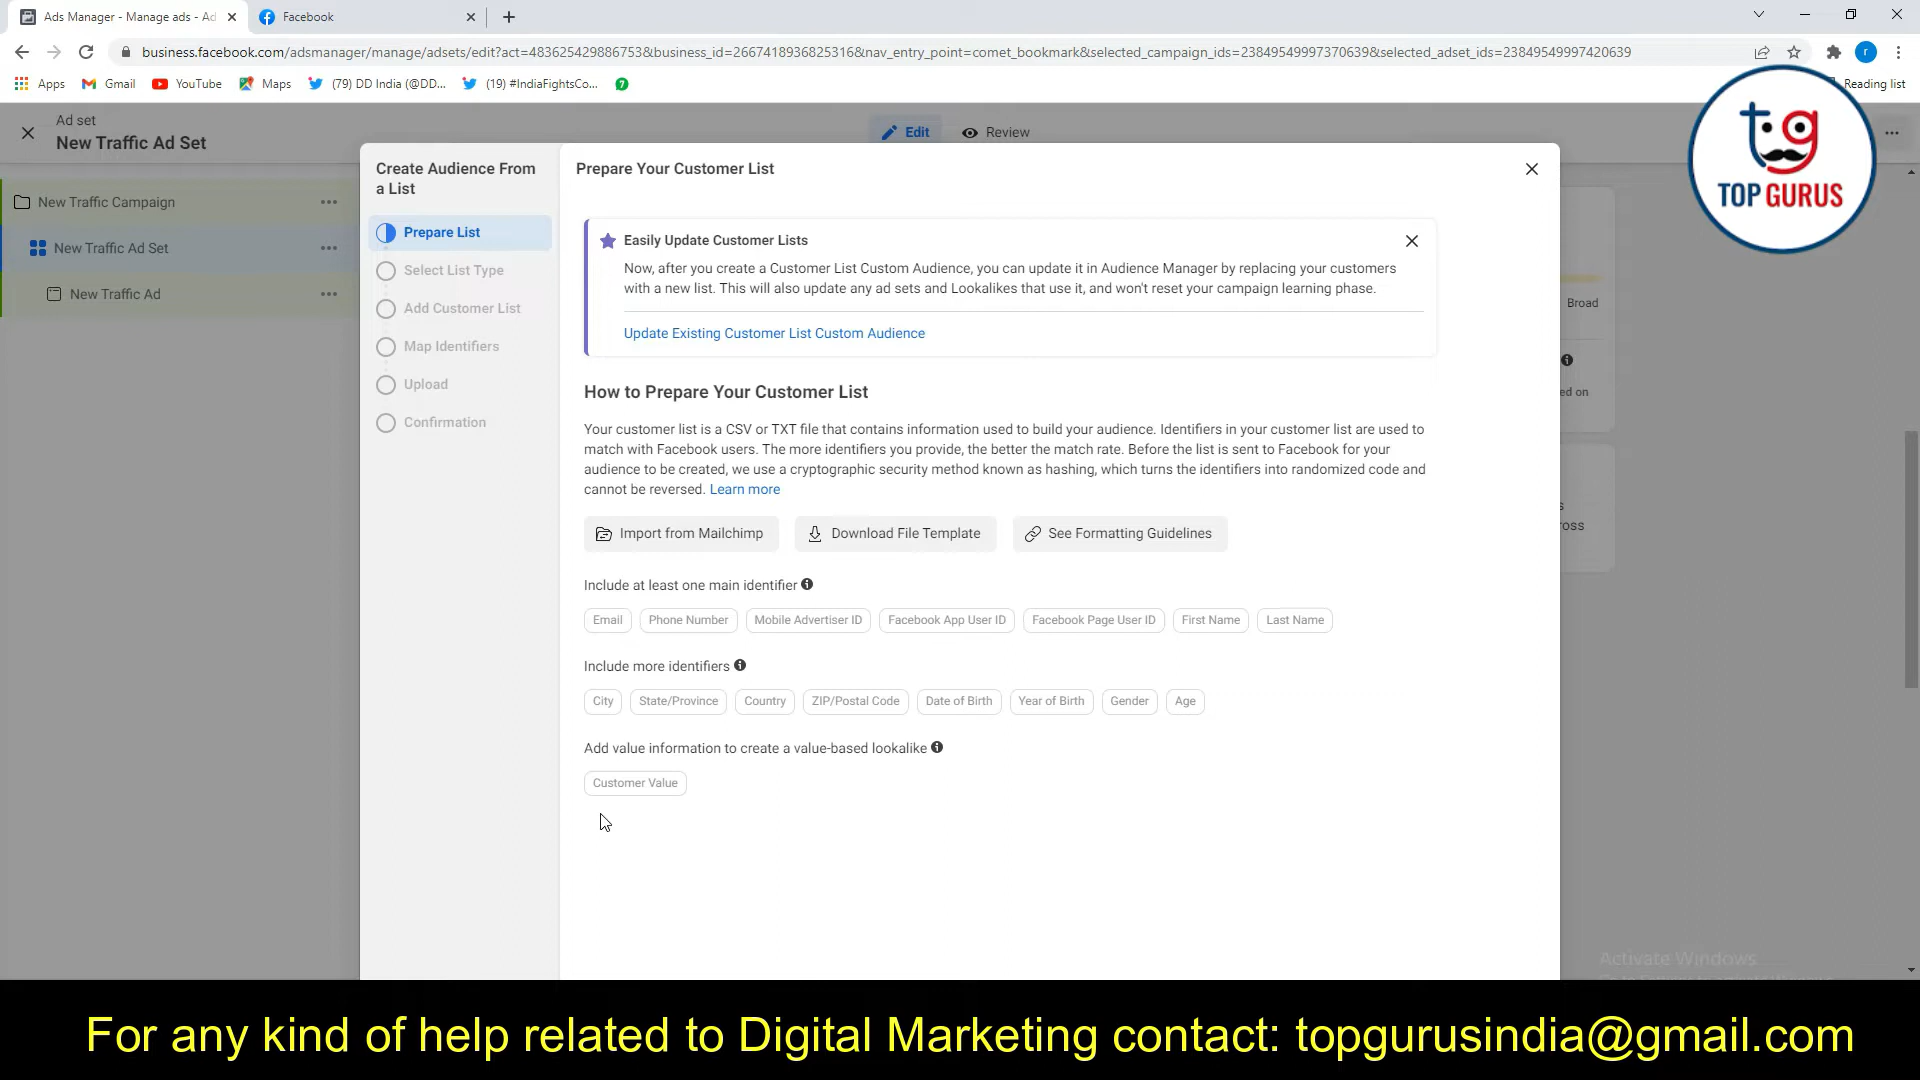 Ads Manager - Manage ads - Ad
Facebook
business.facebook.com/adsmanager/manage/adsets/edit?act=483625429886753&business_id=2667418936825316&nav_entry_point=comet_bookmark&selected_campaign_ids=23849549997370639&selected_adset_ids=23849549997420639
r
Apps
Gmail
YouTube
Maps
(79) DD India (@DD...
(19) #IndiaFightsCo...
7
Reading list
tg
TOP GURUS
Ad set
New Traffic Ad Set
Edit
Review
New Traffic Campaign
New Traffic Ad Set
New Traffic Ad
Create Audience From
a List
Prepare List
Select List Type
Add Customer List
Map Identifiers
Upload
Confirmation
Prepare Your Customer List
Easily Update Customer Lists
Now, after you create a Customer List Custom Audience, you can update it in Audience Manager by replacing your customers
with a new list. This will also update any ad sets and Lookalikes that use it, and won't reset your campaign learning phase.
Update Existing Customer List Custom Audience
How to Prepare Your Customer List
Your customer list is a CSV or TXT file that contains information used to build your audience. Identifiers in your customer list are used to
match with Facebook users. The more identifiers you provide, the better the match rate. Before the list is sent to Facebook for your
audience to be created, we use a cryptographic security method known as hashing, which turns the identifiers into randomized code and
cannot be reversed. Learn more
Import from Mailchimp
Download File Template
See Formatting Guidelines
Include at least one main identifier
Email
Phone Number
Mobile Advertiser ID
Facebook App User ID
Facebook Page User ID
First Name
Last Name
Include more identifiers
City
State/Province
Country
ZIP/Postal Code
Date of Birth
Year of Birth
Gender
Age
Add value information to create a value-based lookalike
Customer Value
Broad
ed on
s
oss
Activate Windows
For any kind of help related to Digital Marketing contact: topgurusindia@gmail.com